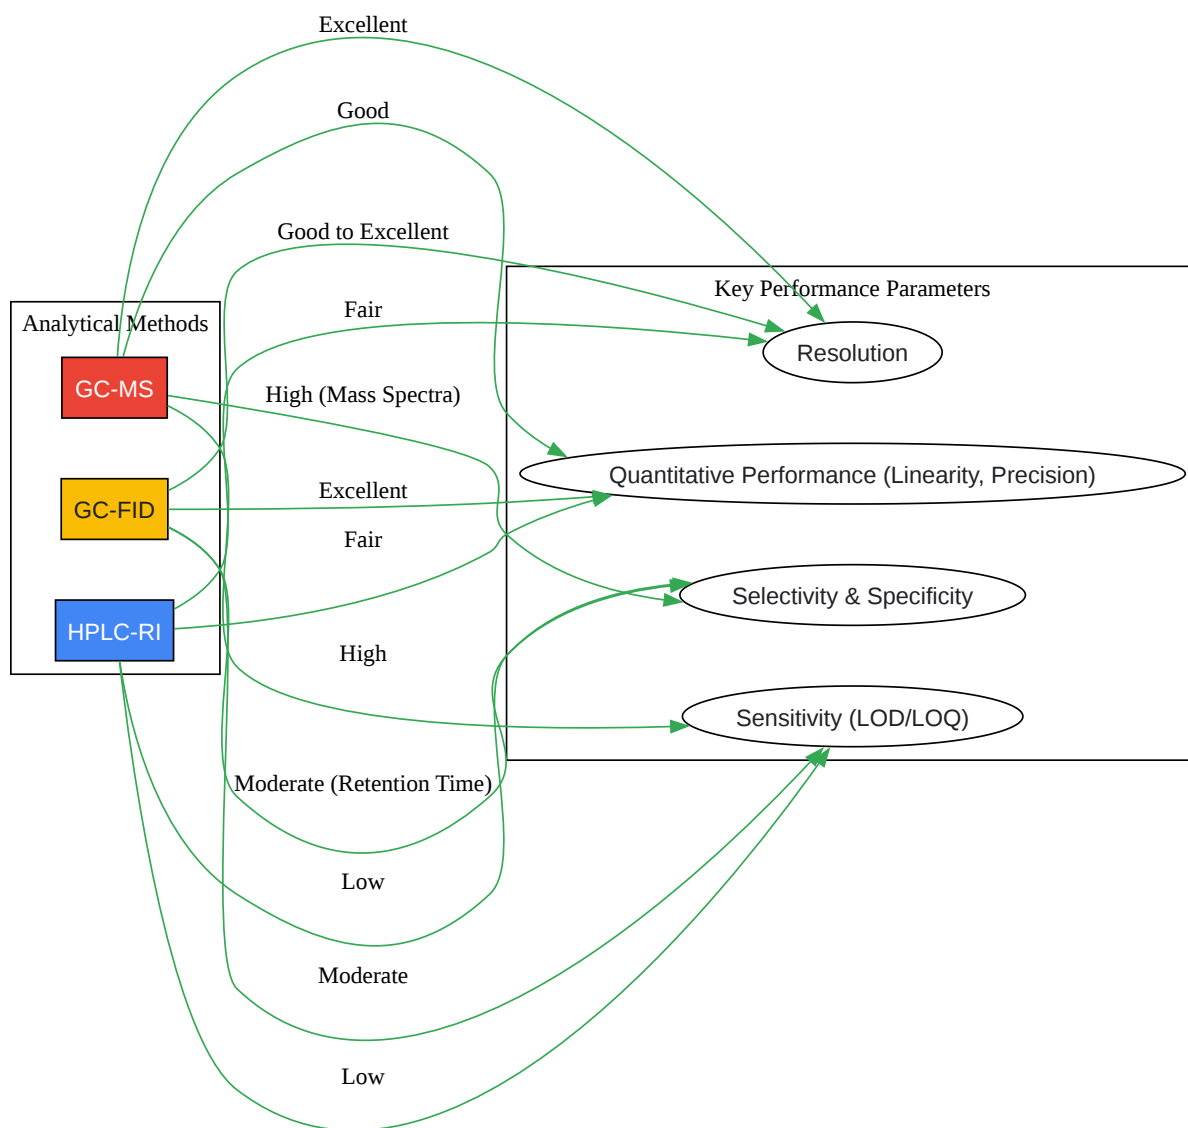 Excellent
Good
Good to Excellent
Key Performance Parameters
Fair
Analytical Methods
Resolution
GC-MS
High (Mass Spectra)
Quantitative Performance (Linearity, Precision)
Excellent
GC-FID
Fair
Selectivity & Specificity
HPLC-RI
High
Sensitivity (LOD/LOQ)
Moderate (Retention Time)
Low
Moderate
Low